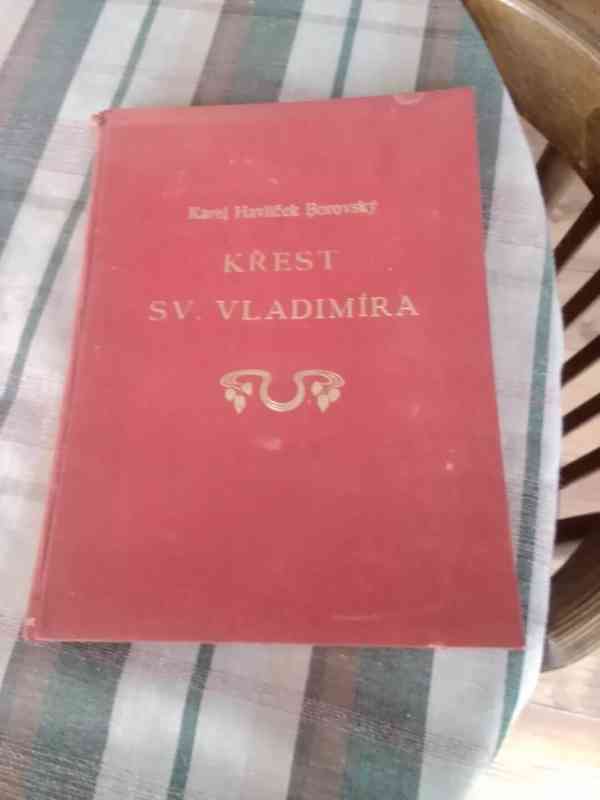 Karel Havlíček Borovský
KŘEST
SV. VLADIMÍRA